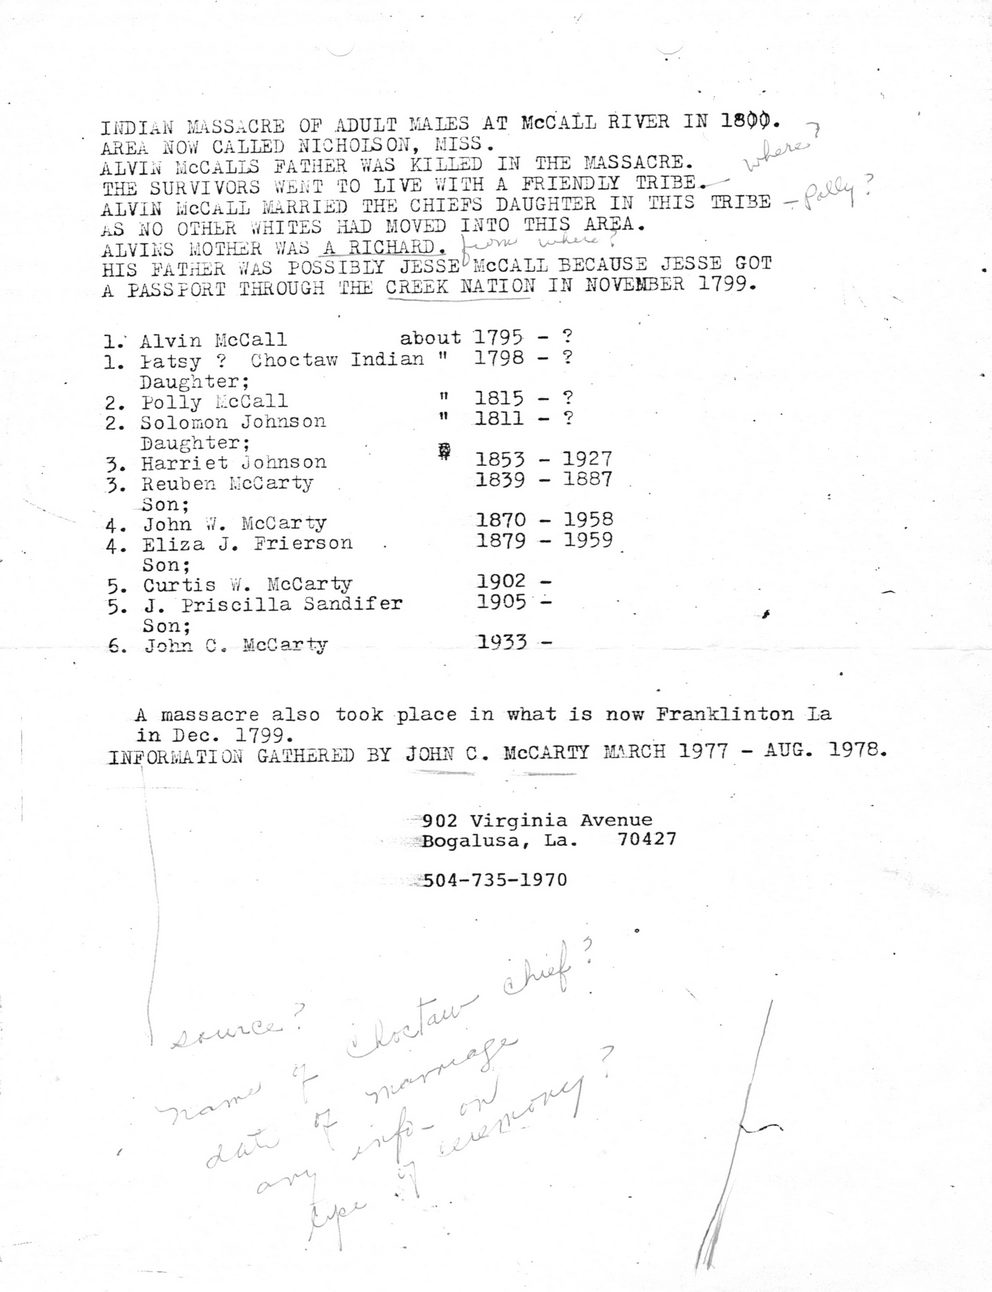 INDIAN MASSACRE OF ADULT MALES AT McCALL RIVER IN 1800.
AREA NOW CALLED NICHOLSON, MISS. where?
ALVIN McCALLS FATHER WAS KILLED IN THE MASSACRE.
THE SURVIVORS WENT TO LIVE WITH A FRIENDLY TRIBE.
ALVIN McCALL MARRIED THE CHIEFS DAUGHTER IN THIS TRIBE - Polly?
AS NO OTHER WHITES HAD MOVED INTO THIS AREA.
ALVINS MOTHER WAS A RICHARD. from where?
HIS FATHER WAS POSSIBLY JESSE McCALL BECAUSE JESSE GOT
A PASSPORT THROUGH THE CREEK NATION IN NOVEMBER 1799.
1. Alvin McCall about 1795 - ?
1. Patsy ? Choctaw Indian " 1798 - ?
Daughter;
2. Polly McCall " 1815 - ?
2. Solomon Johnson " 1811 - ?
Daughter;
3. Harriet Johnson 1853 - 1927
3. Reuben McCarty 1839 - 1887
Son;
4. John W. McCarty 1870 - 1958
4. Eliza J. Frierson 1879 - 1959
Son;
5. Curtis W. McCarty 1902 -
5. J. Priscilla Sandifer 1905 -
Son;
6. John C. McCarty 1933 -
A massacre also took place in what is now Franklinton La
in Dec. 1799.
INFORMATION GATHERED BY JOHN C. McCARTY MARCH 1977 - AUG. 1978.
902 Virginia Avenue
Bogalusa, La. 70427
504-735-1970
source?
name of Choctaw Chief?
date of marriage
any info- on
type of ceremony?